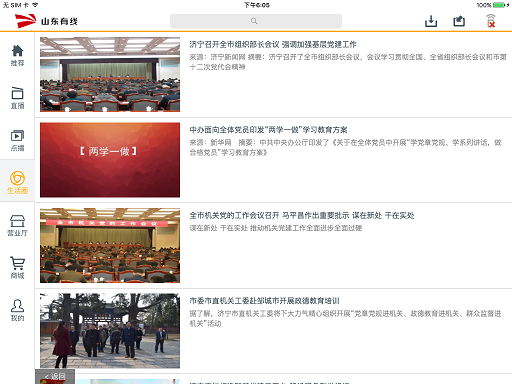 无 SIM 卡
下午6:05
100%
山东有线
推荐
直播
点播
生活圈
营业厅
商城
我的
济宁召开全市组织部长会议 强调加强基层党建工作
来源：济宁新闻网 摘要：济宁召开了全市组织部长会议。会议学习贯彻全国、全省组织部长会议和市第
十二次党代会精神
【 两学一做 】
中办面向全体党员印发“两学一做”学习教育方案
来源：新华网 摘要：中共中央办公厅印发了《关于在全体党员中开展“学党章党规、学系列讲话，做
合格党员”学习教育方案》
全市机关党的工作会议召开 马平昌作出重要批示 谋在新处 干在实处
谋在新处 干在实处 推动机关党建工作全面进步全面过硬
市委市直机关工委赴邹城市开展政德教育培训
据了解，济宁市直机关工委将下大力气精心组织开展“党章党规进机关、政德教育进机关、群众监督进
机关”活动
< 返回